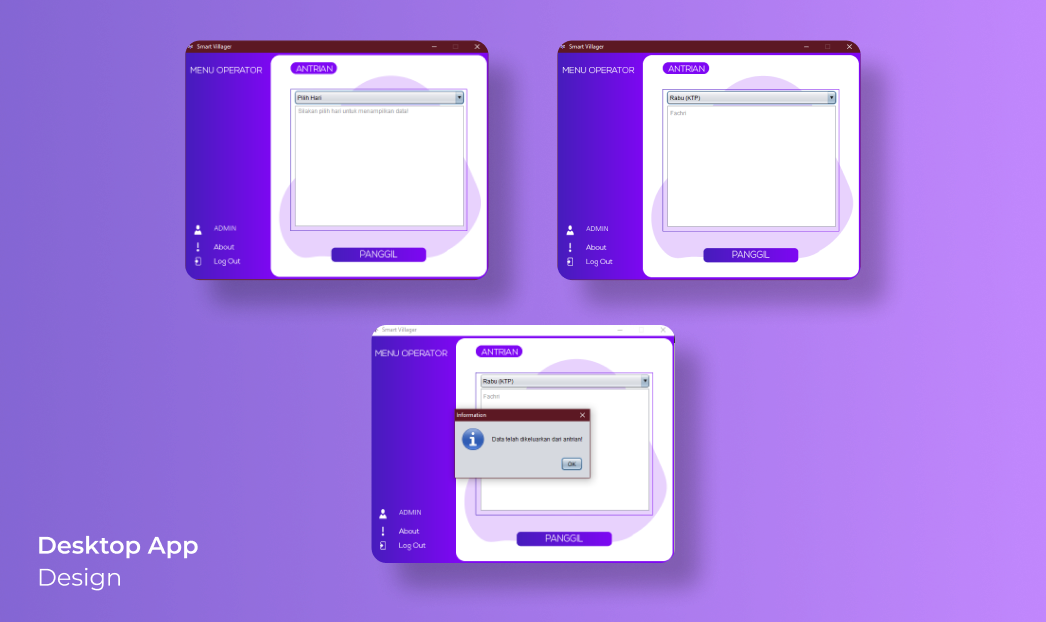 Smart Villager
MENU OPERATOR
ANTRIAN
Pilih Hari
Silakan pilih hari untuk menampilkan data!
ADMIN
About
Log Out
PANGGIL
Smart Villager
MENU OPERATOR
ANTRIAN
Rabu (KTP)
Fachri
ADMIN
About
Log Out
PANGGIL
Smart Villager
MENU OPERATOR
ANTRIAN
Rabu (KTP)
Fachri
Information
Data telah dikeluarkan dari antrian!
OK
ADMIN
About
Log Out
PANGGIL
Desktop App
Design